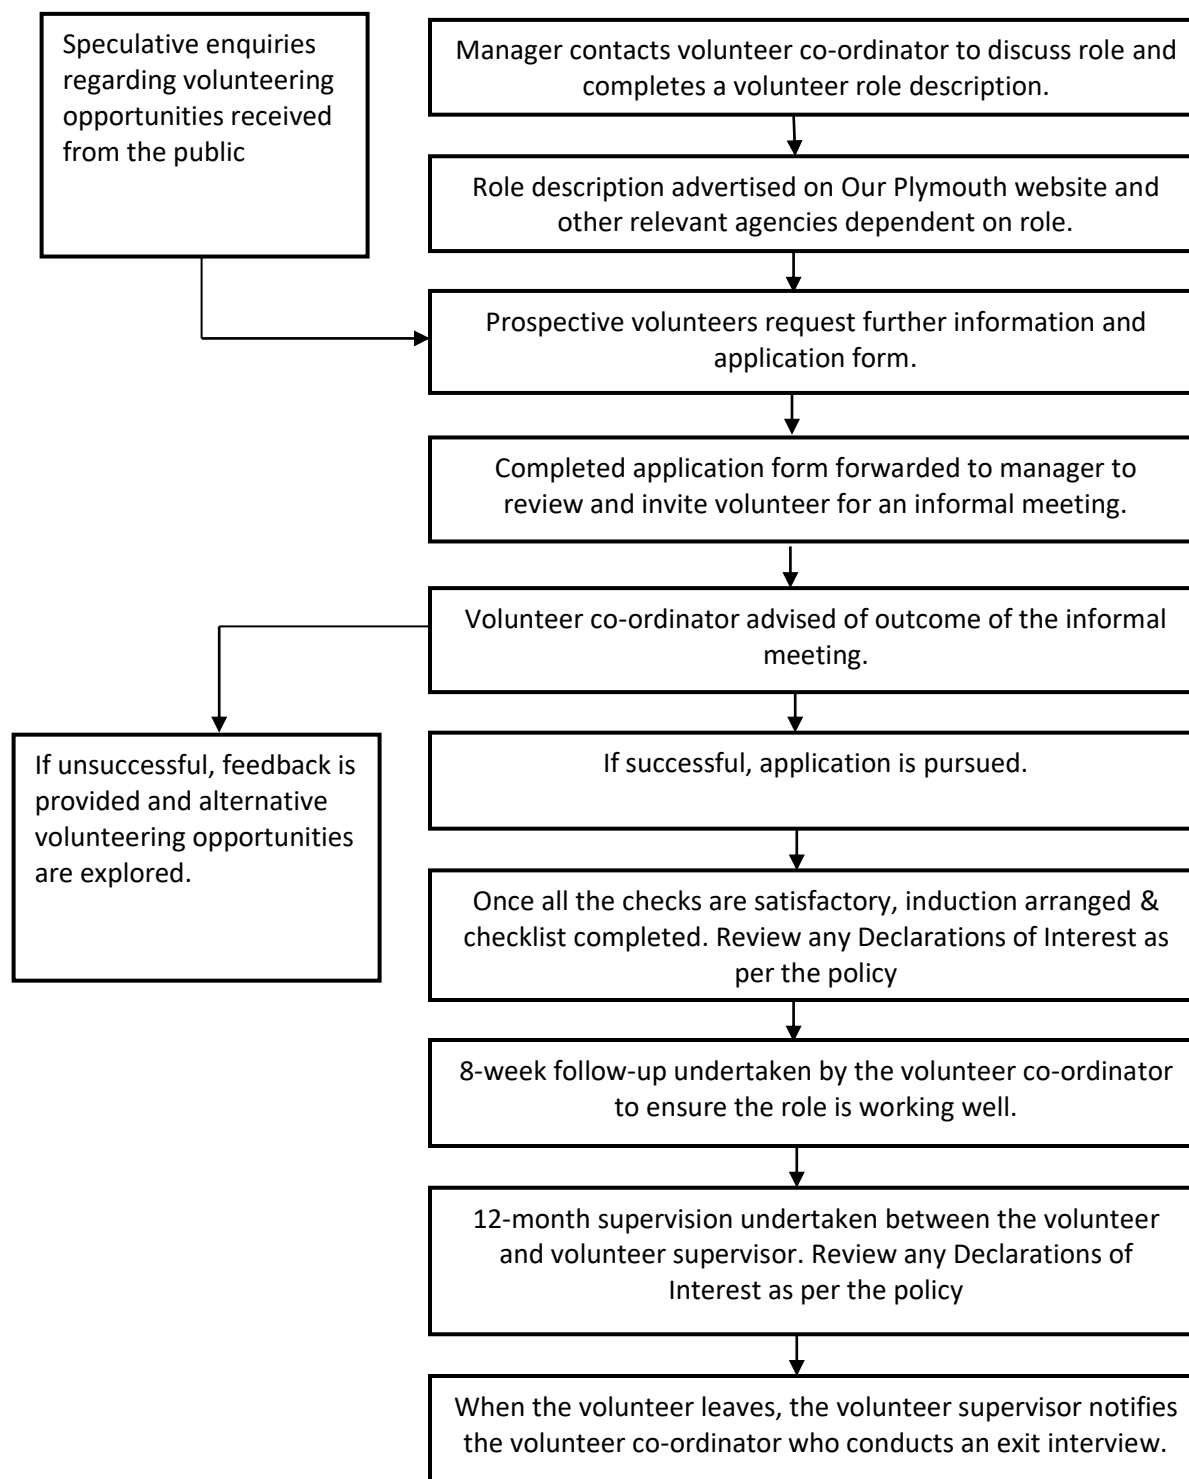 Speculative enquiries
regarding volunteering
opportunities received
from the public
Manager contacts volunteer co-ordinator to discuss role and
completes a volunteer role description.
Role description advertised on Our Plymouth website and
other relevant agencies dependent on role.
Prospective volunteers request further information and
application form.
Completed application form forwarded to manager to
review and invite volunteer for an informal meeting.
Volunteer co-ordinator advised of outcome of the informal
meeting.
If unsuccessful, feedback is
provided and alternative
volunteering opportunities
are explored.
If successful, application is pursued.
Once all the checks are satisfactory, induction arranged &
checklist completed. Review any Declarations of Interest as
per the policy
8-week follow-up undertaken by the volunteer co-ordinator
to ensure the role is working well.
12-month supervision undertaken between the volunteer
and volunteer supervisor. Review any Declarations of
Interest as per the policy
When the volunteer leaves, the volunteer supervisor notifies
the volunteer co-ordinator who conducts an exit interview.